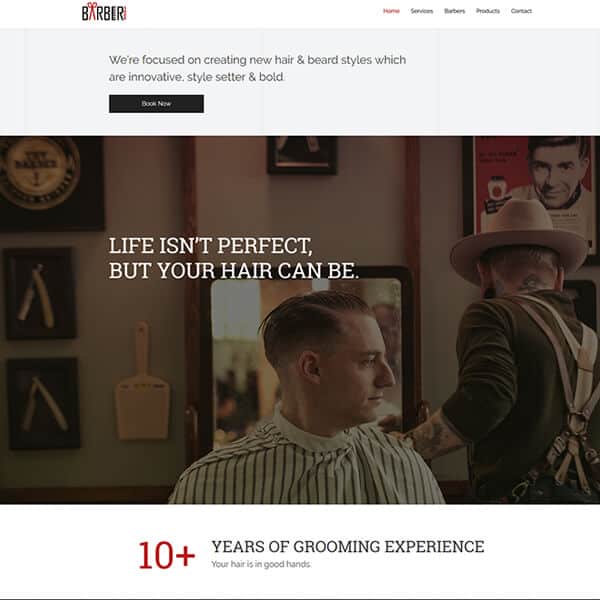 BARBER
Home Services Barbers Products Contact
We're focused on creating new hair & beard styles which
are innovative, style setter & bold.
Book Now
LIFE ISN'T PERFECT,
BUT YOUR HAIR CAN BE.
10+
YEARS OF GROOMING EXPERIENCE
Your hair is in good hands.